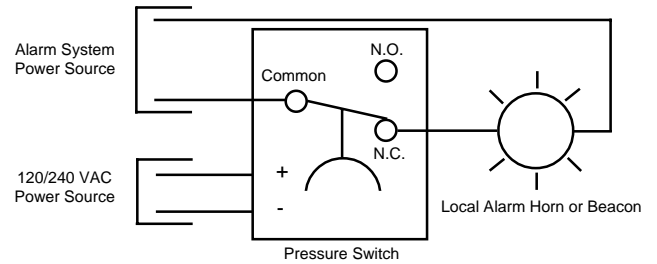 Alarm System
Power Source
N.O.
Common
N.C.
120/240 VAC
Power Source
+
-
Local Alarm Horn or Beacon
Pressure Switch